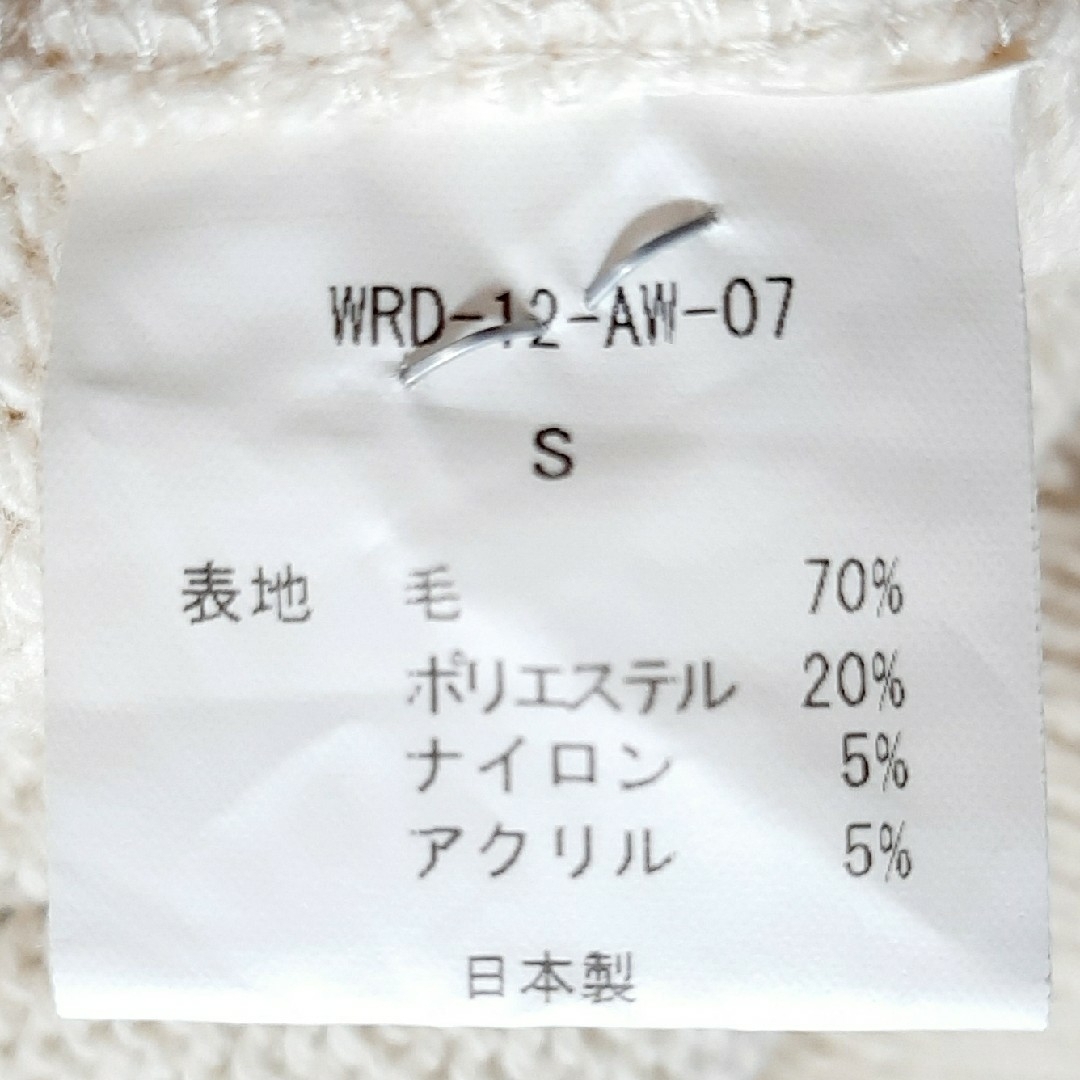 WRD-12-AW-07
S
表地 毛 70%
ポリエステル 20%
ナイロン 5%
アクリル 5%
日本製